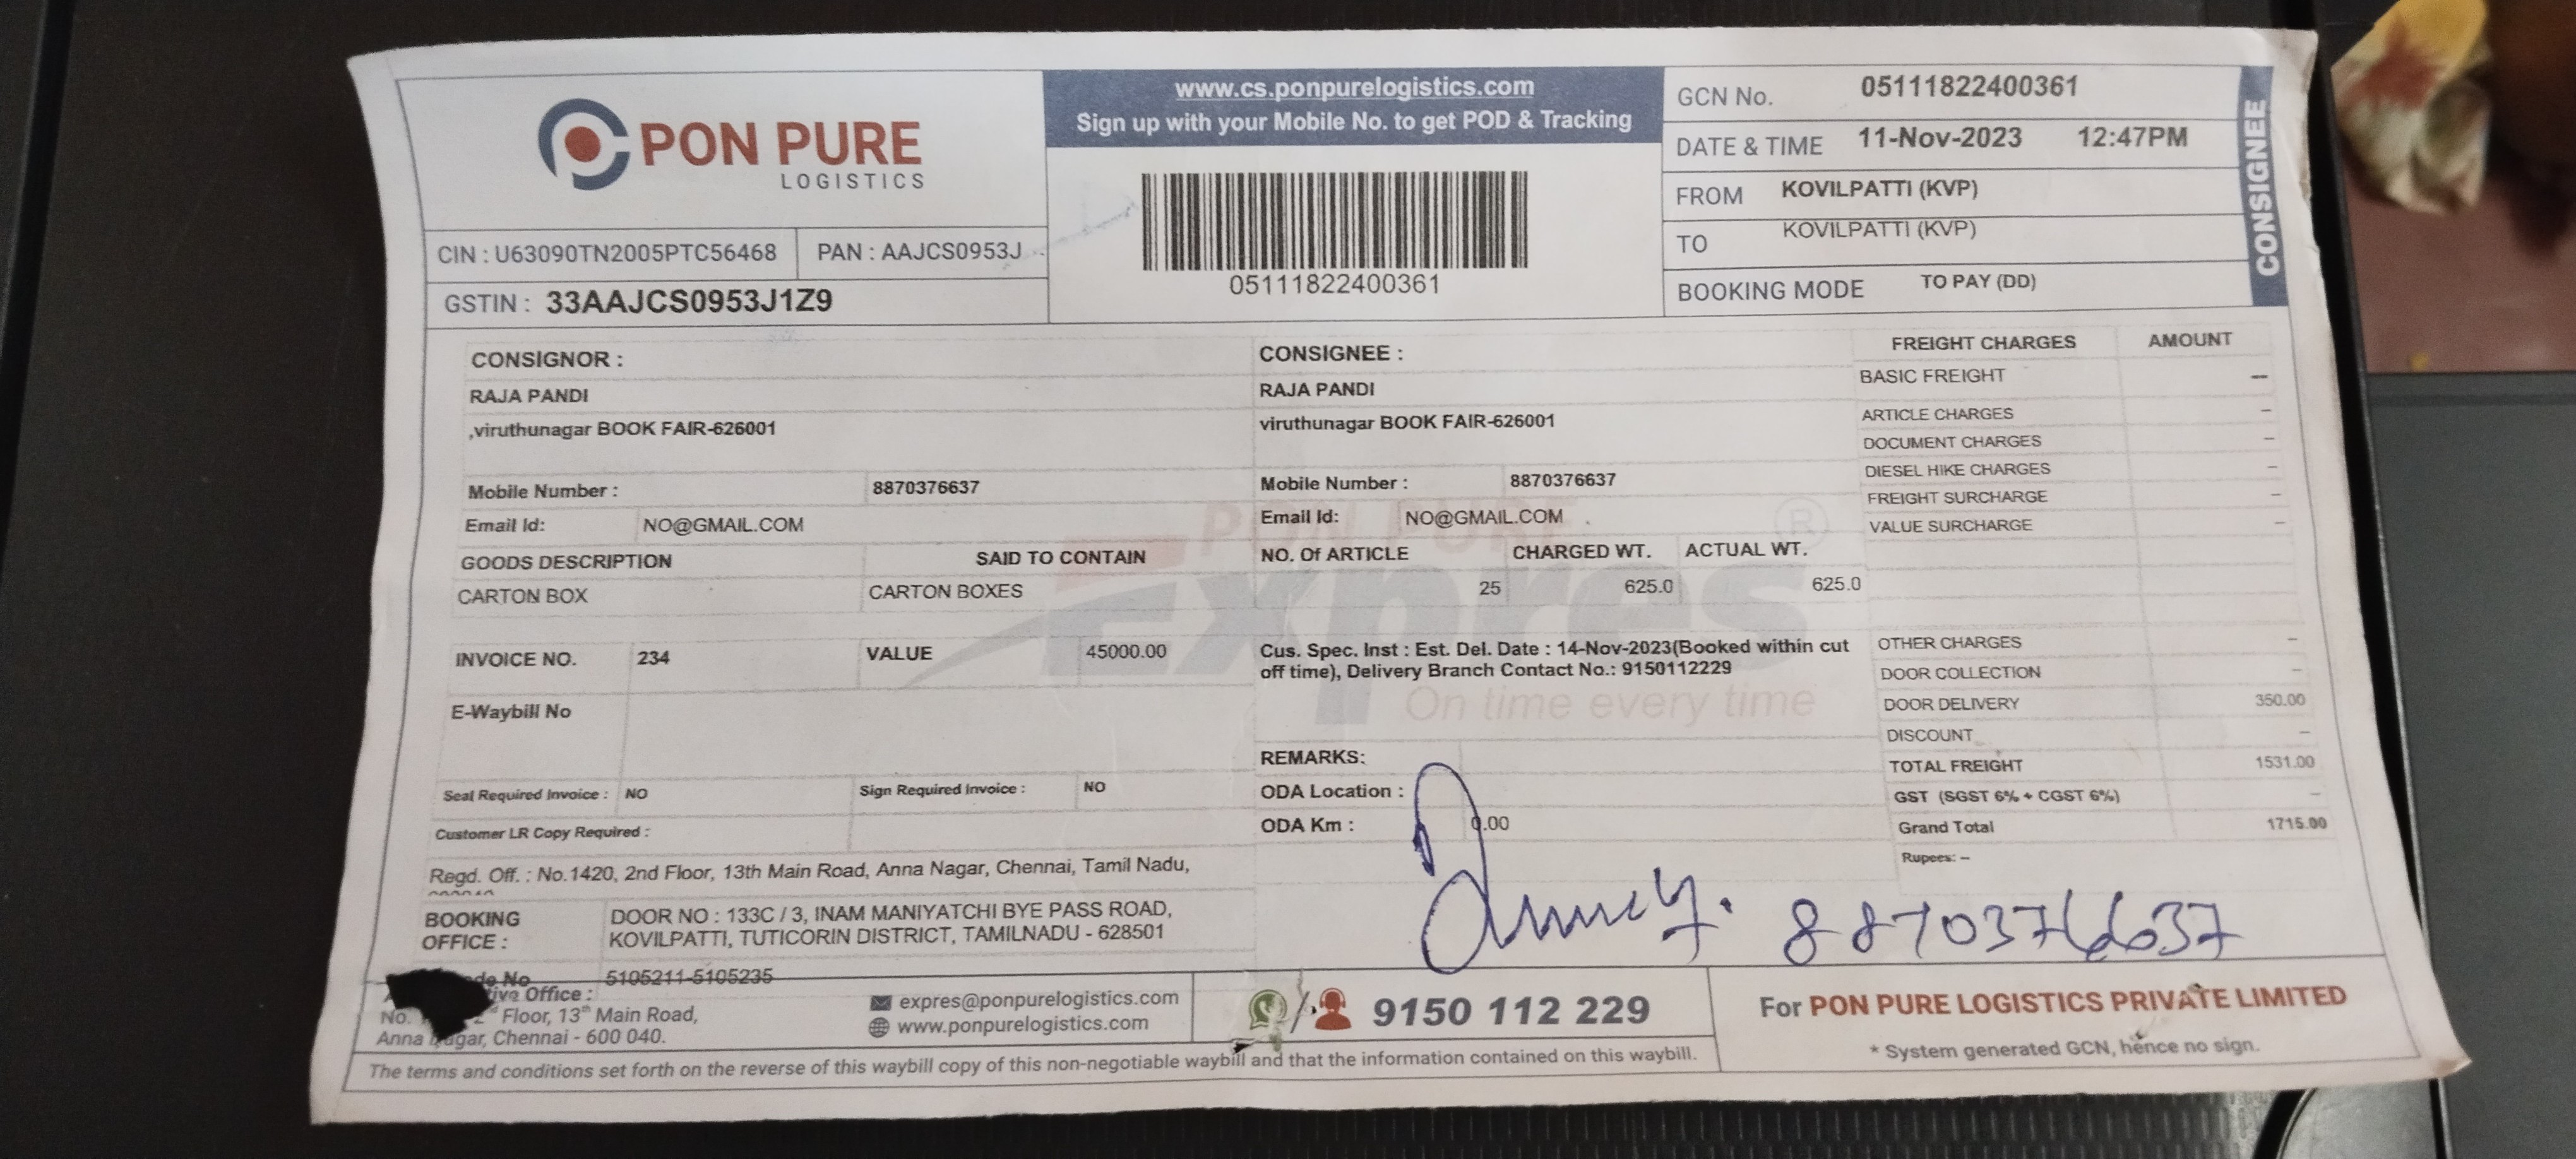 PON PURE
LOGISTICS
CIN : U63090TN2005PTC56468 PAN : AAJCS0953J
GSTIN : 33AAJCS0953J1Z9
www.cs.ponpurelogistics.com
Sign up with your Mobile No. to get POD & Tracking
05111822400361
GCN No. 05111822400361
DATE & TIME 11-Nov-2023 12:47PM
FROM KOVILPATTI (KVP)
TO KOVILPATTI (KVP)
BOOKING MODE TO PAY (DD)
CONSIGNEE
CONSIGNOR :
RAJA PANDI
,viruthunagar BOOK FAIR-626001
Mobile Number : 8870376637
Email Id: NO@GMAIL.COM
CONSIGNEE :
RAJA PANDI
viruthunagar BOOK FAIR-626001
Mobile Number : 8870376637
Email Id: NO@GMAIL.COM
GOODS DESCRIPTION SAID TO CONTAIN NO. Of ARTICLE CHARGED WT. ACTUAL WT.
CARTON BOX CARTON BOXES 25 625.0 625.0
INVOICE NO. 234 VALUE 45000.00
E-Waybill No
Cus. Spec. Inst : Est. Del. Date : 14-Nov-2023(Booked within cut
off time), Delivery Branch Contact No.: 9150112229
PON PURE
Expres ®
On time every time
Seal Required Invoice : NO Sign Required Invoice : NO
Customer LR Copy Required :
REMARKS:
ODA Location :
ODA Km : 0.00
FREIGHT CHARGES AMOUNT
BASIC FREIGHT --
ARTICLE CHARGES –
DOCUMENT CHARGES –
DIESEL HIKE CHARGES –
FREIGHT SURCHARGE –
VALUE SURCHARGE –
OTHER CHARGES –
DOOR COLLECTION –
DOOR DELIVERY 350.00
DISCOUNT –
TOTAL FREIGHT 1531.00
GST (SGST 6% + CGST 6%) –
Grand Total 1715.00
Rupees: –
Regd. Off. : No.1420, 2nd Floor, 13th Main Road, Anna Nagar, Chennai, Tamil Nadu,
BOOKING
OFFICE :
DOOR NO : 133C / 3, INAM MANIYATCHI BYE PASS ROAD,
KOVILPATTI, TUTICORIN DISTRICT, TAMILNADU - 628501
8870376637
No 5105211-5105235
Office :
No. Floor, 13th Main Road,
Anna Nagar, Chennai - 600 040.
expres@ponpurelogistics.com
www.ponpurelogistics.com
9150 112 229
For PON PURE LOGISTICS PRIVATE LIMITED
* System generated GCN, hence no sign.
The terms and conditions set forth on the reverse of this waybill copy of this non-negotiable waybill and that the information contained on this waybill.